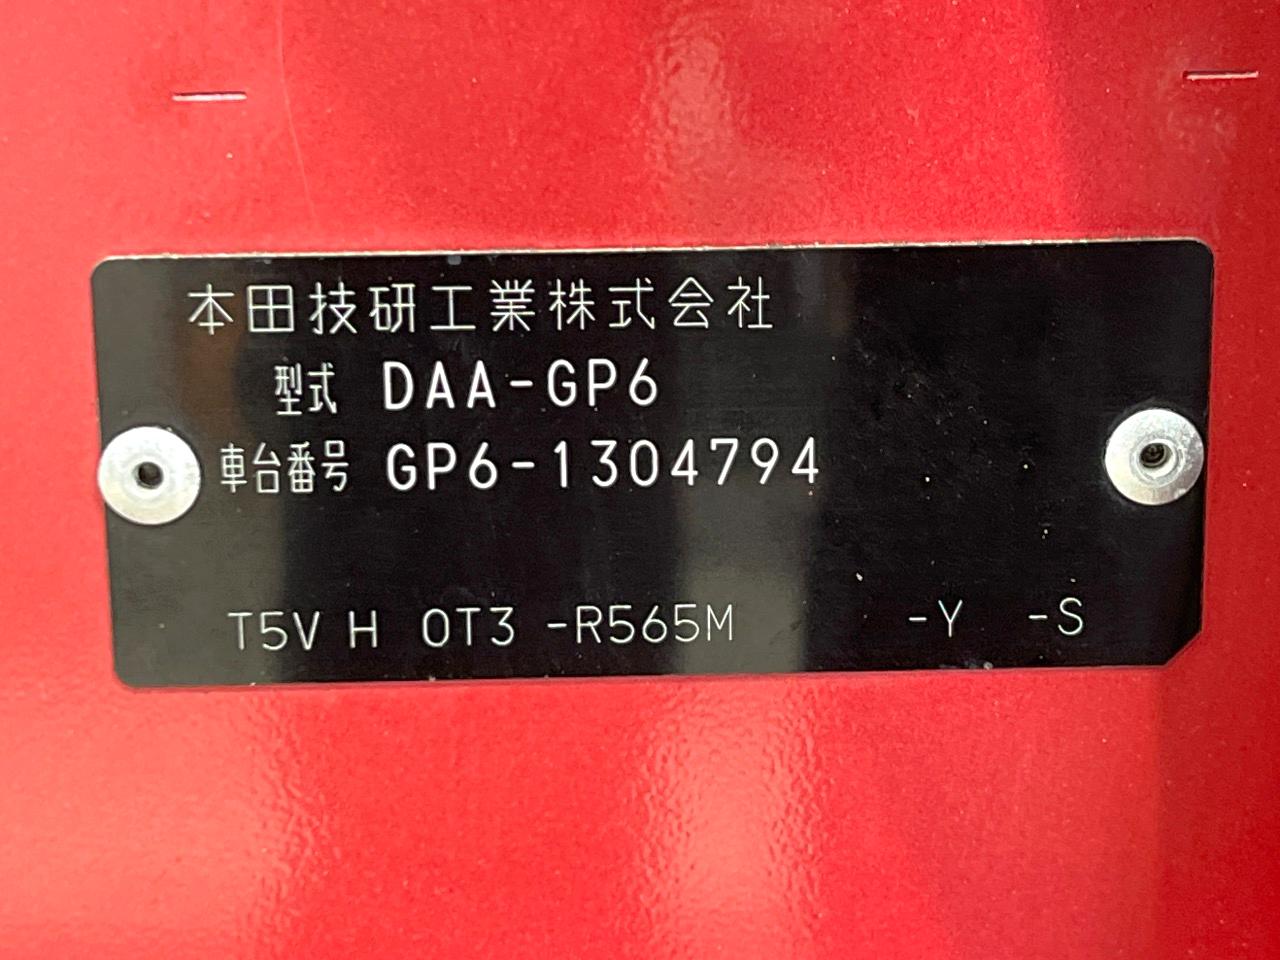 本田技研工業株式会社
型式 DAA-GP6
車台番号 GP6-1304794
T5V H 0T3 -R565M -Y -S